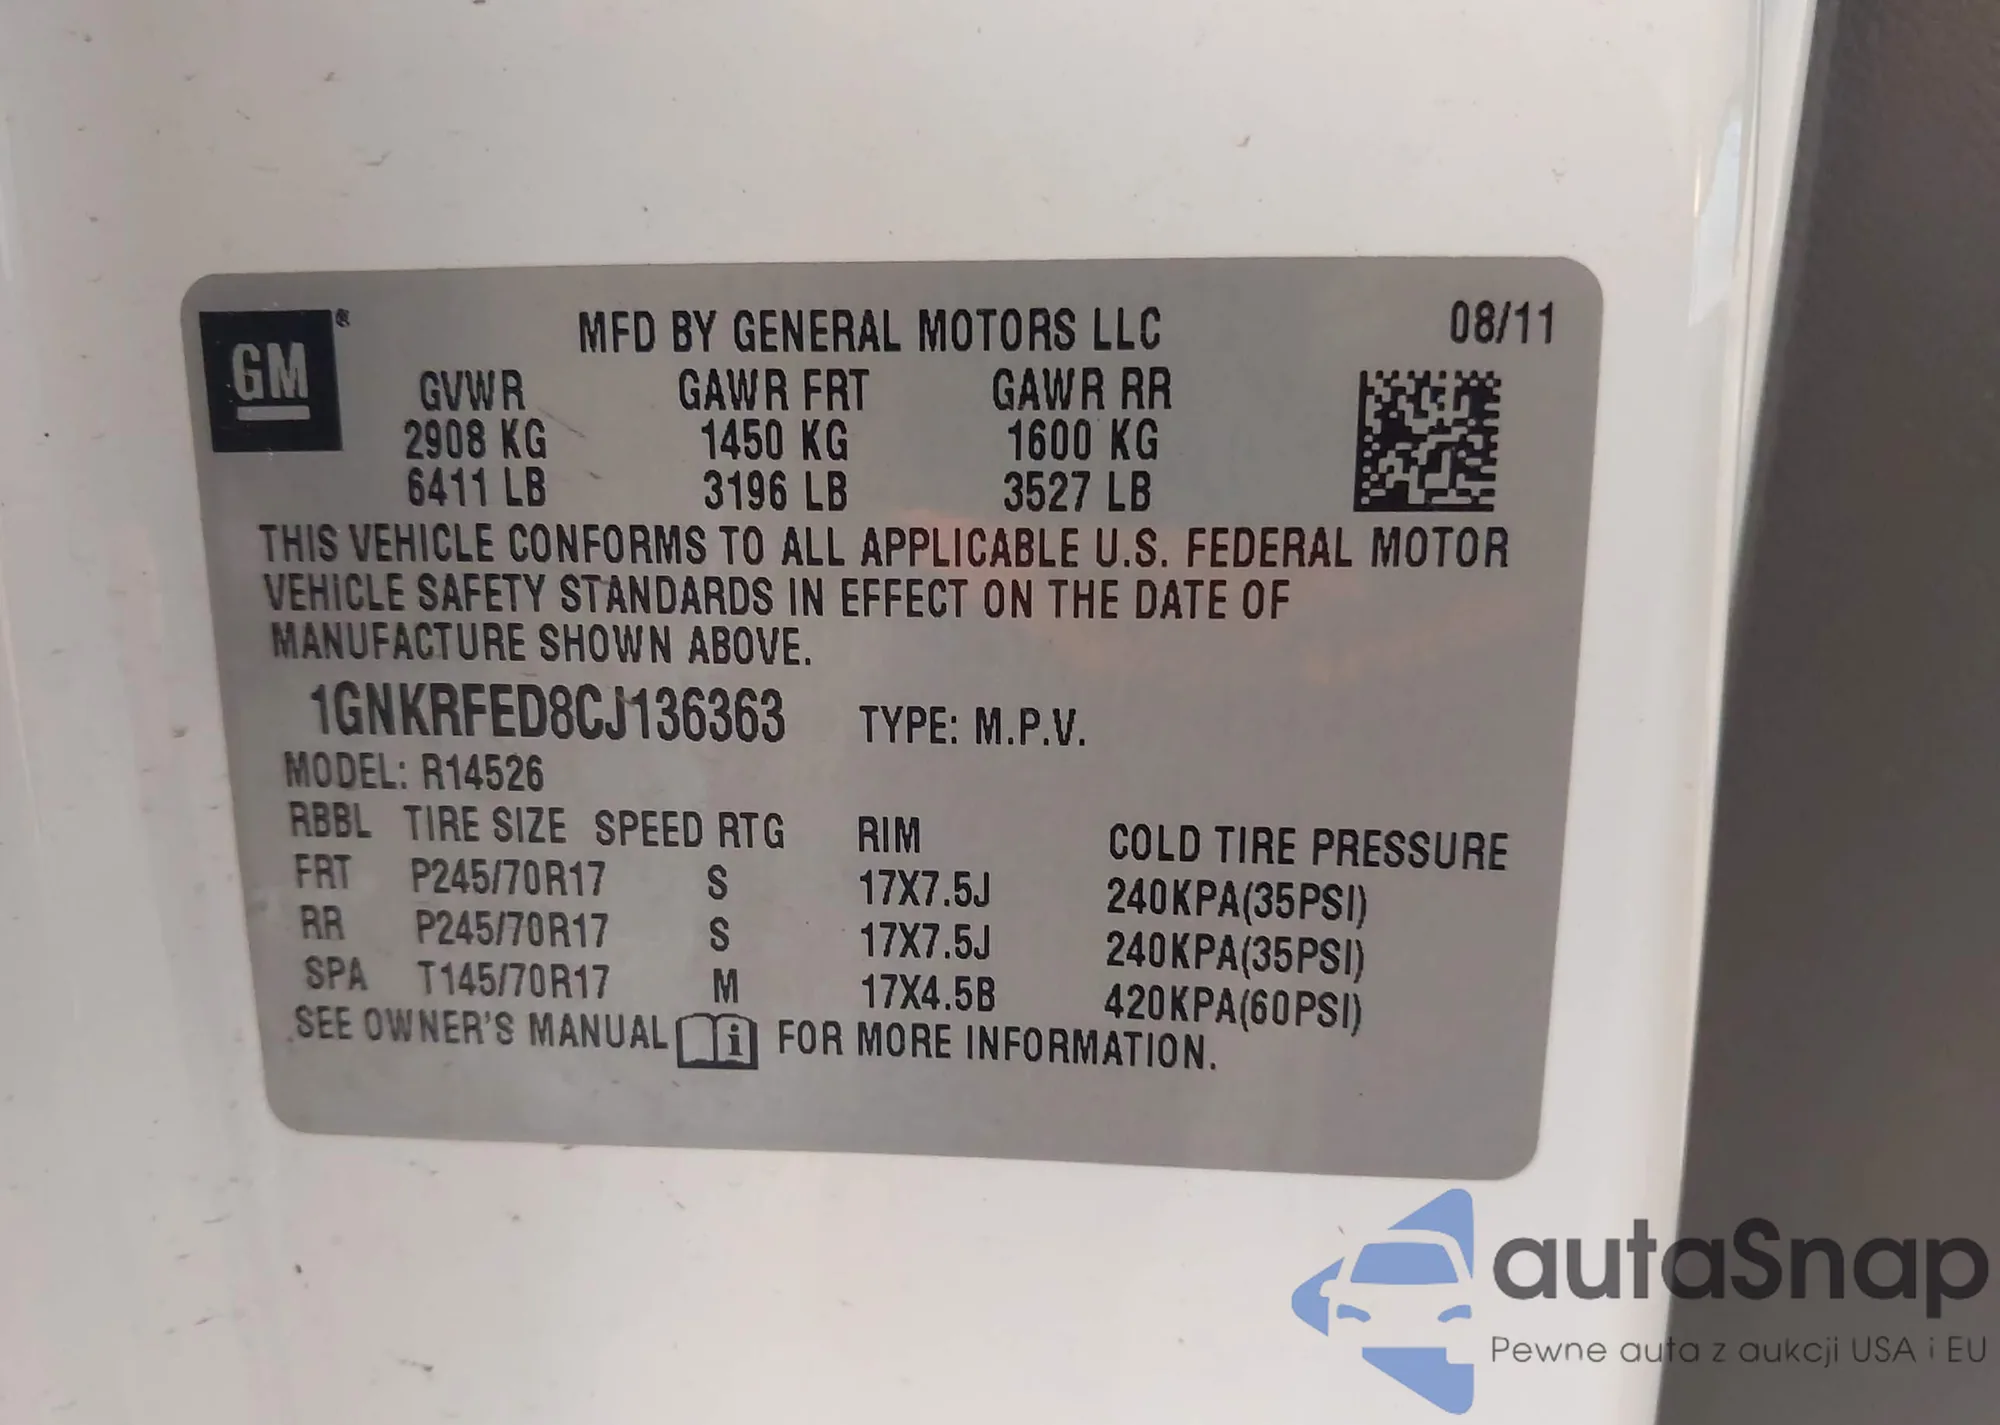 GM®
MFD BY GENERAL MOTORS LLC 08/11
GVWR GAWR FRT GAWR RR
2908 KG 1450 KG 1600 KG
6411 LB 3196 LB 3527 LB
THIS VEHICLE CONFORMS TO ALL APPLICABLE U.S. FEDERAL MOTOR
VEHICLE SAFETY STANDARDS IN EFFECT ON THE DATE OF
MANUFACTURE SHOWN ABOVE.
1GNKRFED8CJ136363 TYPE: M.P.V.
MODEL: R14526
RBBL TIRE SIZE SPEED RTG RIM COLD TIRE PRESSURE
FRT P245/70R17 S 17X7.5J 240KPA(35PSI)
RR P245/70R17 S 17X7.5J 240KPA(35PSI)
SPA T145/70R17 M 17X4.5B 420KPA(60PSI)
SEE OWNER'S MANUAL i FOR MORE INFORMATION.
autaSnap
Pewne auta z aukcji USA i EU